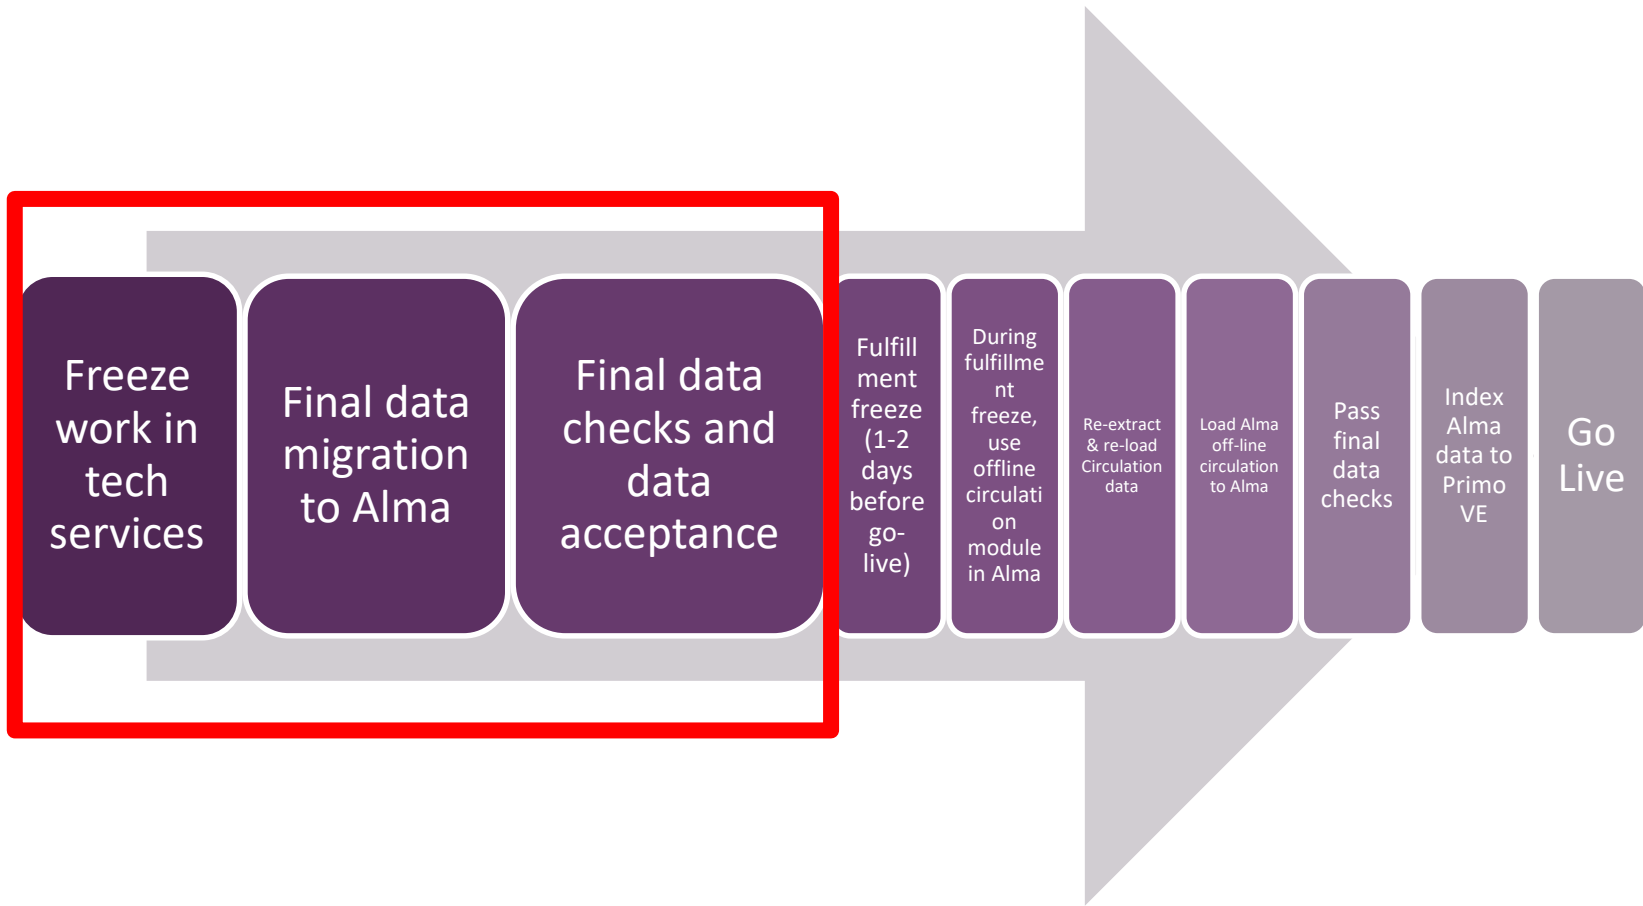 Freeze
work in
tech
services
Final data
migration
to Alma
Final data
checks and
data
acceptance
Fulfill
ment
freeze
(1-2
days
before
go-
live)
During
fulfillme
nt
freeze,
use
offline
circulati
on
module
in Alma
Re-extract
& re-load
Circulation
data
Load Alma
off-line
circulation
to Alma
Pass
final
data
checks
Index
Alma
data to
Primo
VE
Go
Live